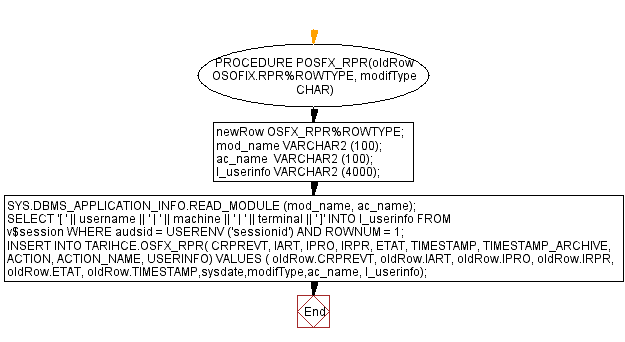 PROCEDURE POSFX_RPR(oldRow
OSOFIX.RPR%ROWTYPE, modifType
CHAR)
newRow OSFX_RPR%ROWTYPE;
mod_name VARCHAR2 (100);
ac_name VARCHAR2 (100);
l_userinfo VARCHAR2 (4000);
SYS.DBMS_APPLICATION_INFO.READ_MODULE (mod_name, ac_name);
SELECT '[ ' || username || ' | ' || machine || ' | ' || terminal || ' ]' INTO l_userinfo FROM
v$session WHERE audsid = USERENV ('sessionid') AND ROWNUM = 1;
INSERT INTO TARIHCE.OSFX_RPR( CRPREVT, IART, IPRO, IRPR, ETAT, TIMESTAMP, TIMESTAMP_ARCHIVE,
ACTION, ACTION_NAME, USERINFO) VALUES ( oldRow.CRPREVT, oldRow.IART, oldRow.IPRO, oldRow.IRPR,
oldRow.ETAT, oldRow.TIMESTAMP,sysdate,modifType,ac_name, l_userinfo);
End